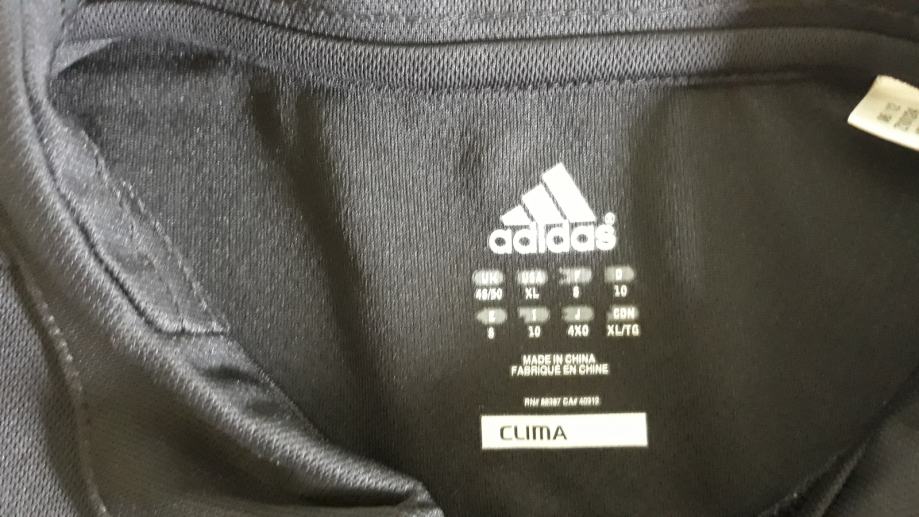 adidas®
UK USA F D
46/50 XL 8 10
E I J CDN
8 10 4XO XL/TG
MADE IN CHINA
FABRIQUÉ EN CHINE
RN# 88387 CA# 40312
CLIMA